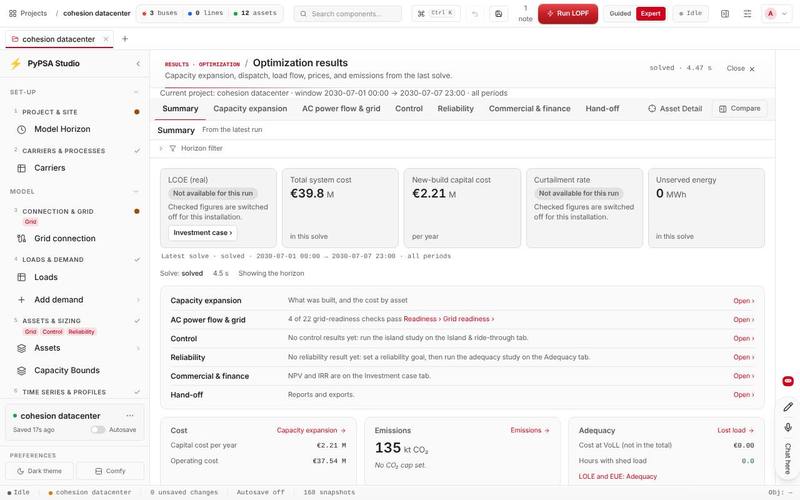 Projects / cohesion datacenter 3 buses 0 lines 12 assets Search components... Ctrl K 1 note Run LOPF Guided Expert Idle A
cohesion datacenter × +
PyPSA Studio
SET-UP
1 PROJECT & SITE
Model Horizon
2 CARRIERS & PROCESSES
Carriers
MODEL
3 CONNECTION & GRID
Grid
Grid connection
4 LOADS & DEMAND
Loads
Add demand
5 ASSETS & SIZING
Grid Control Reliability
Assets
Capacity Bounds
6 TIME SERIES & PROFILES
cohesion datacenter
Saved 17s ago Autosave
PREFERENCES
Dark theme Comfy
RESULTS · OPTIMIZATION / Optimization results
Capacity expansion, dispatch, load flow, prices, and emissions from the last solve.
solved · 4.47 s Close ×
Current project: cohesion datacenter · window 2030-07-01 00:00 → 2030-07-07 23:00 · all periods
Summary Capacity expansion AC power flow & grid Control Reliability Commercial & finance Hand-off Asset Detail Compare
Summary From the latest run
Horizon filter
LCOE (real)
Not available for this run
Checked figures are switched off for this installation.
Investment case ›
Total system cost
€39.8 M
in this solve
New-build capital cost
€2.21 M
per year
Curtailment rate
Not available for this run
Checked figures are switched off for this installation.
Unserved energy
0 MWh
in this solve
Latest solve · solved · 2030-07-01 00:00 → 2030-07-07 23:00 · all periods
Solve: solved 4.5 s Showing the horizon
Capacity expansion What was built, and the cost by asset Open ›
AC power flow & grid 4 of 22 grid-readiness checks pass Readiness › Grid readiness › Open ›
Control No control results yet: run the island study on the Island & ride-through tab. Open ›
Reliability No reliability result yet: set a reliability goal, then run the adequacy study on the Adequacy tab. Open ›
Commercial & finance NPV and IRR are on the Investment case tab. Open ›
Hand-off Reports and exports. Open ›
Cost Capacity expansion →
Capital cost per year €2.21 M
Operating cost €37.54 M
Emissions Emissions →
135 kt CO₂
No CO₂ cap set.
Adequacy Lost load →
Cost at VoLL (not in the total) €0.00
Hours with shed load 0.0
LOLE and EUE: Adequacy
Chat here
Idle cohesion datacenter 0 unsaved changes Autosave off 168 snapshots Obj: —